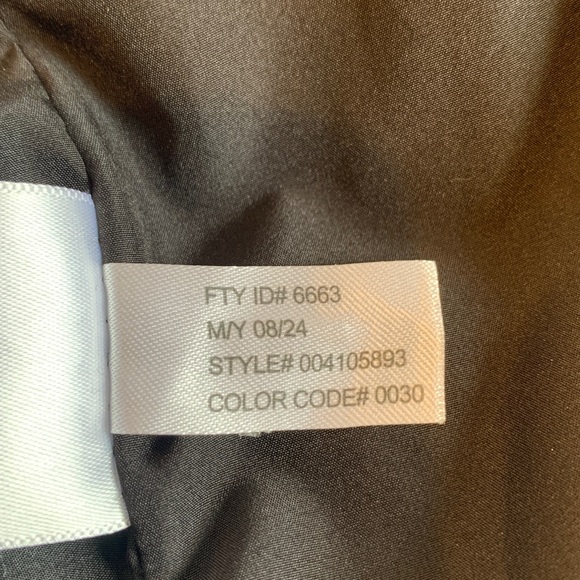 FTY ID# 6663
M/Y 08/24
STYLE# 004105893
COLOR CODE# 0030